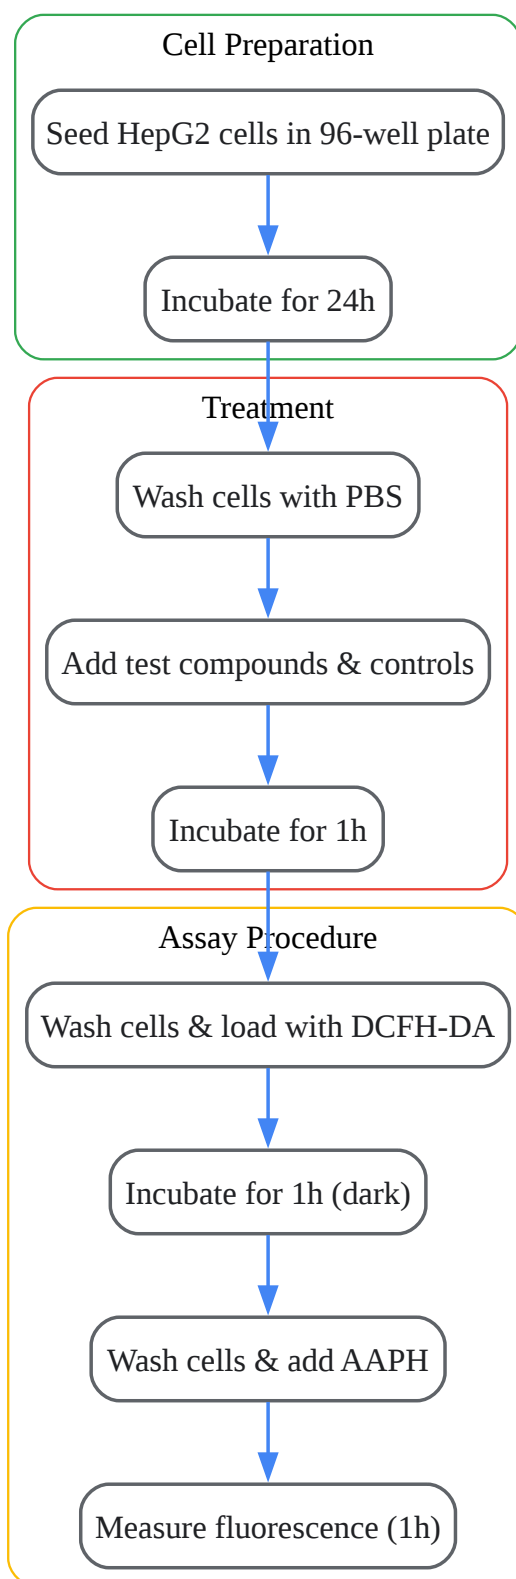 Cell Preparation
Seed HepG2 cells in 96-well plate
Incubate for 24h
Treatment
Wash cells with PBS
Add test compounds & controls
Incubate for 1h
Assay Procedure
Wash cells & load with DCFH-DA
Incubate for 1h (dark)
Wash cells & add AAPH
Measure fluorescence (1h)